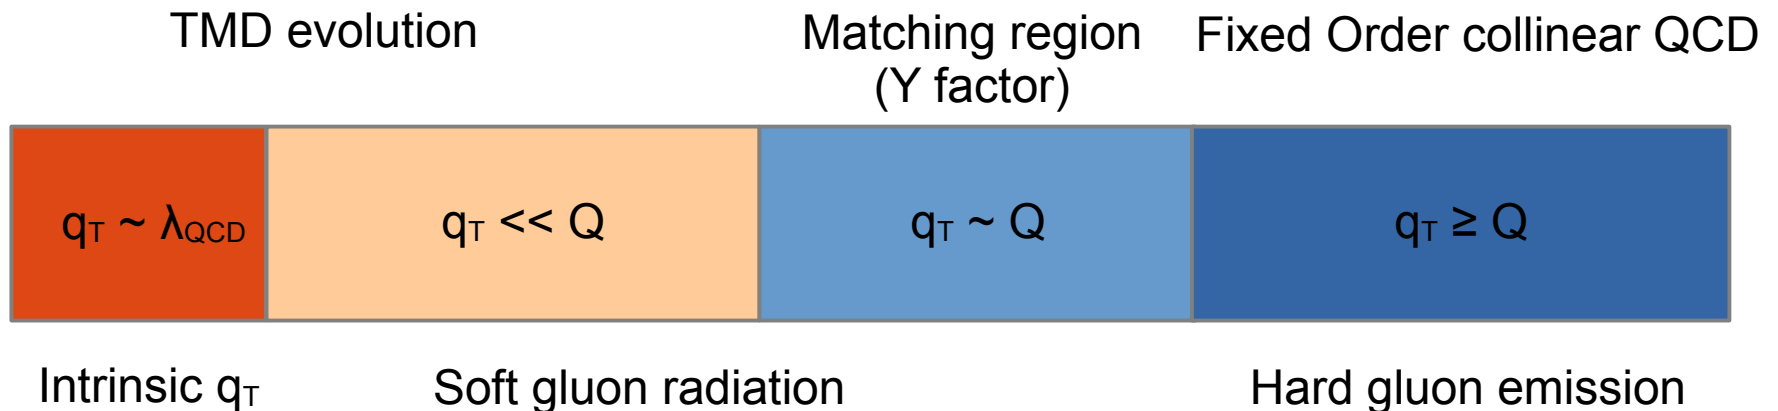 TMD evolution
Matching region
(Y factor)
Fixed Order collinear QCD
qT ~ λQCD
qT << Q
qT ~ Q
qT ≥ Q
Intrinsic qT
Soft gluon radiation
Hard gluon emission